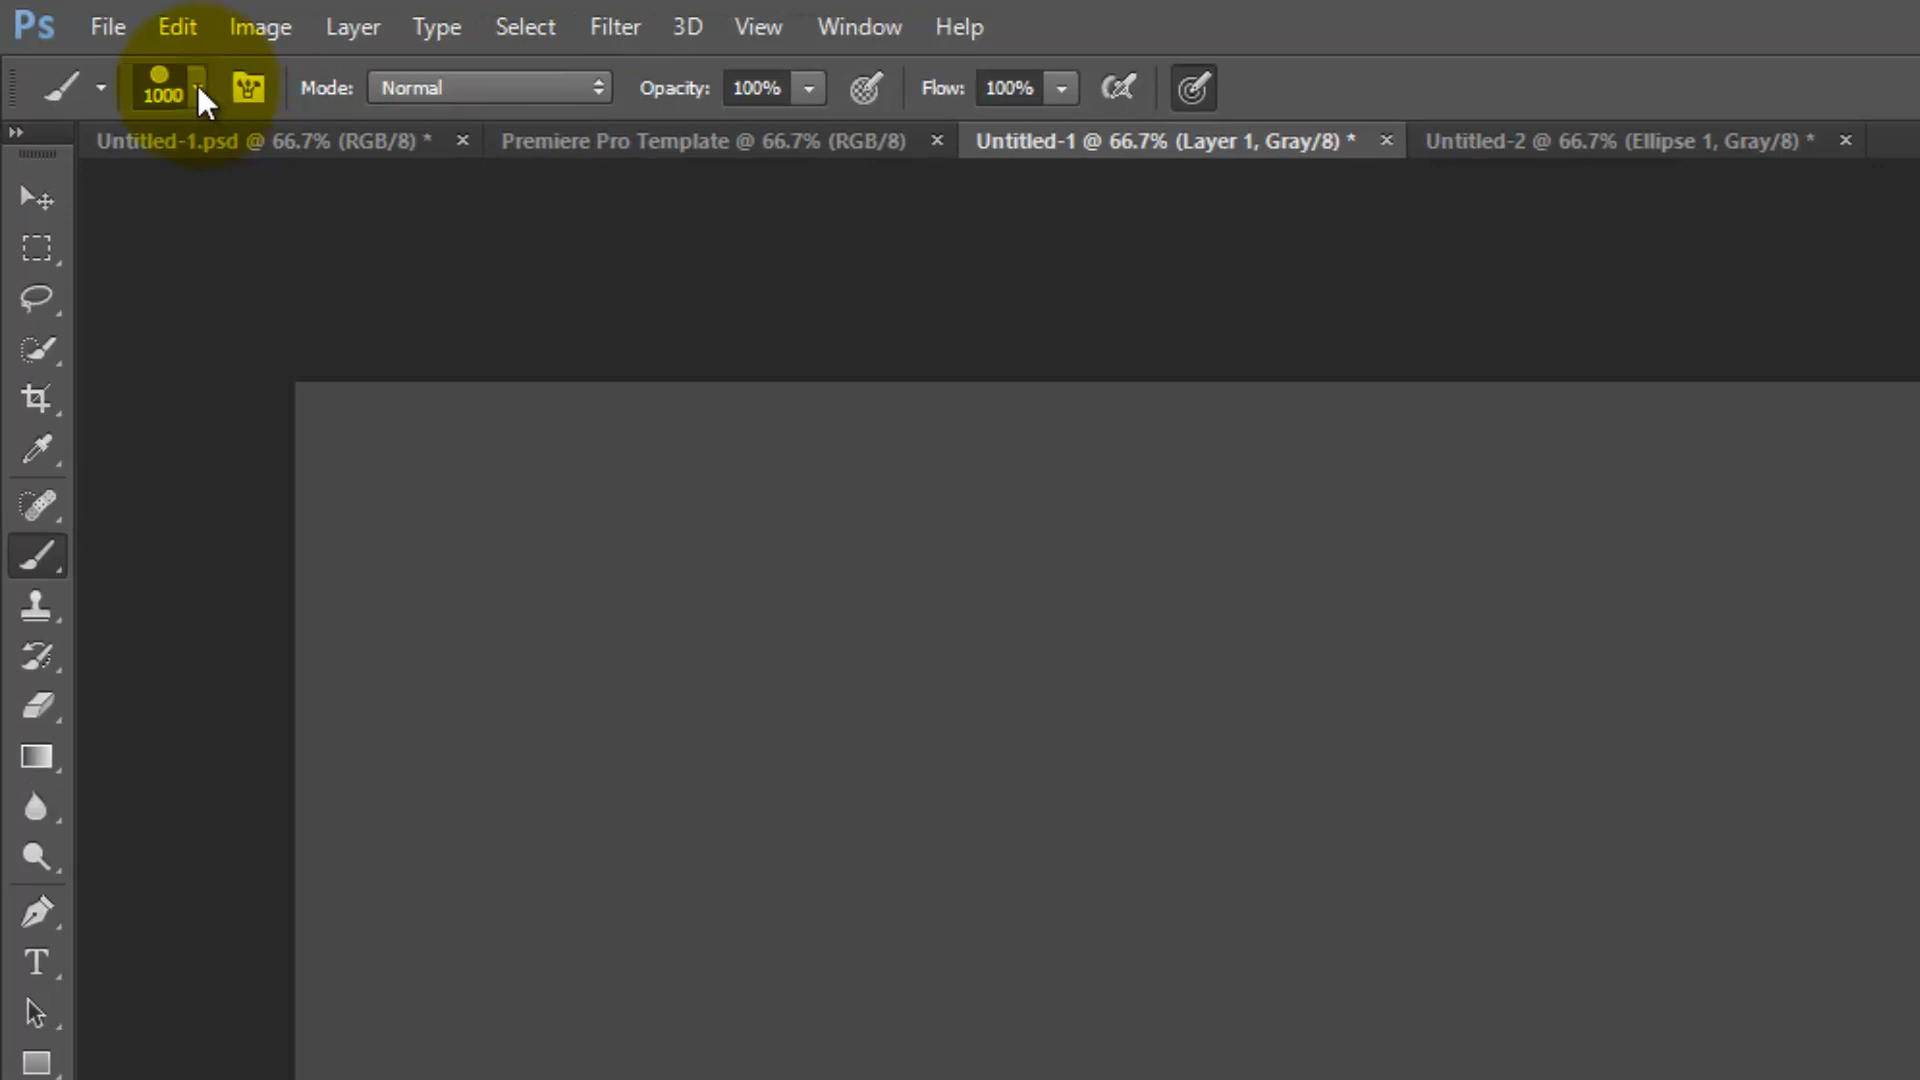 Ps File Edit Image Layer Type Select Filter 3D View Window Help
1000 Mode: Normal Opacity: 100% Flow: 100%
Untitled-1.psd @ 66.7% (RGB/8) * Premiere Pro Template @ 66.7% (RGB/8) Untitled-1 @ 66.7% (Layer 1, Gray/8) * Untitled-2 @ 66.7% (Ellipse 1, Gray/8) *
T